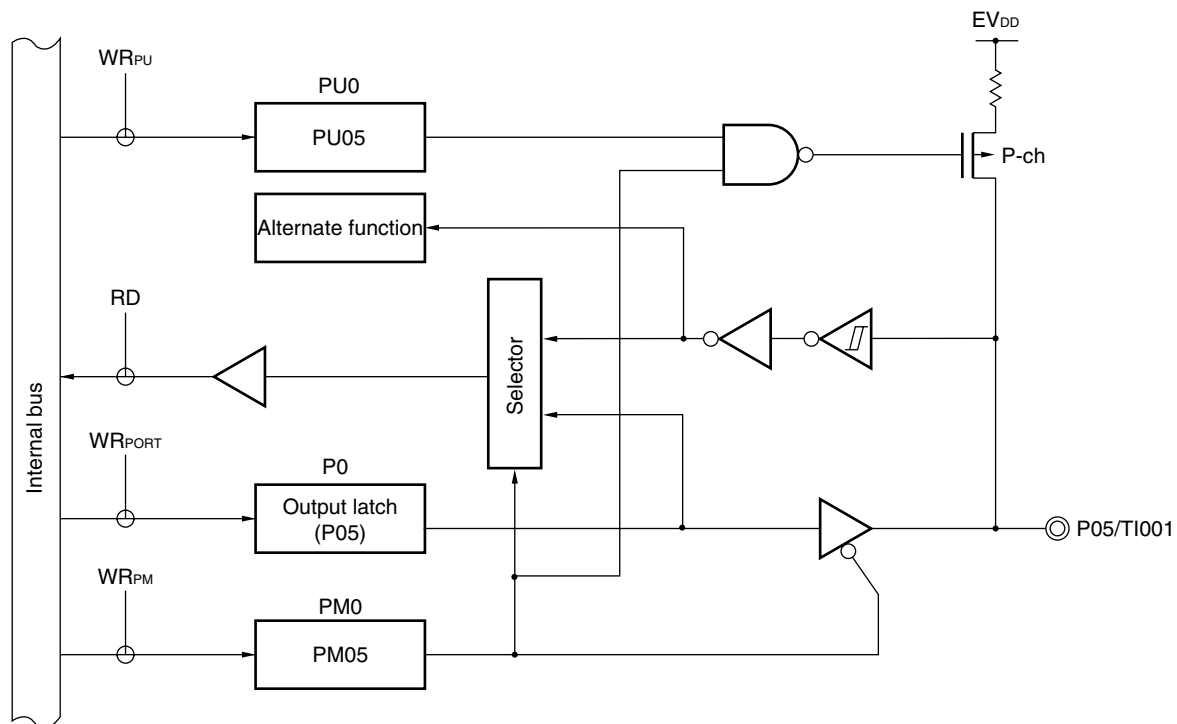 EVDD
WRPU
PU0
PU05
P-ch
Alternate function
RD
Selector
Internal bus
WRPORT
P0
Output latch
(P05)
P05/TI001
WRPM
PM0
PM05